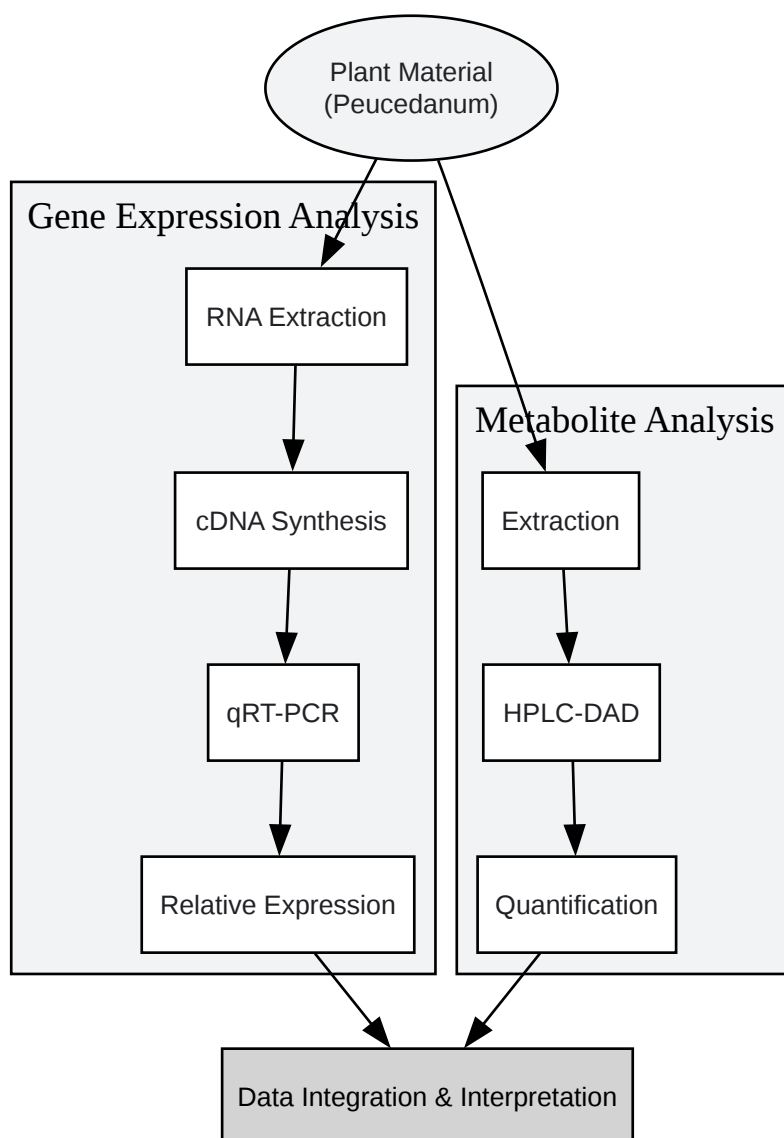 Plant Material
(Peucedanum)
Gene Expression Analysis
RNA Extraction
cDNA Synthesis
qRT-PCR
Relative Expression
Metabolite Analysis
Extraction
HPLC-DAD
Quantification
Data Integration & Interpretation